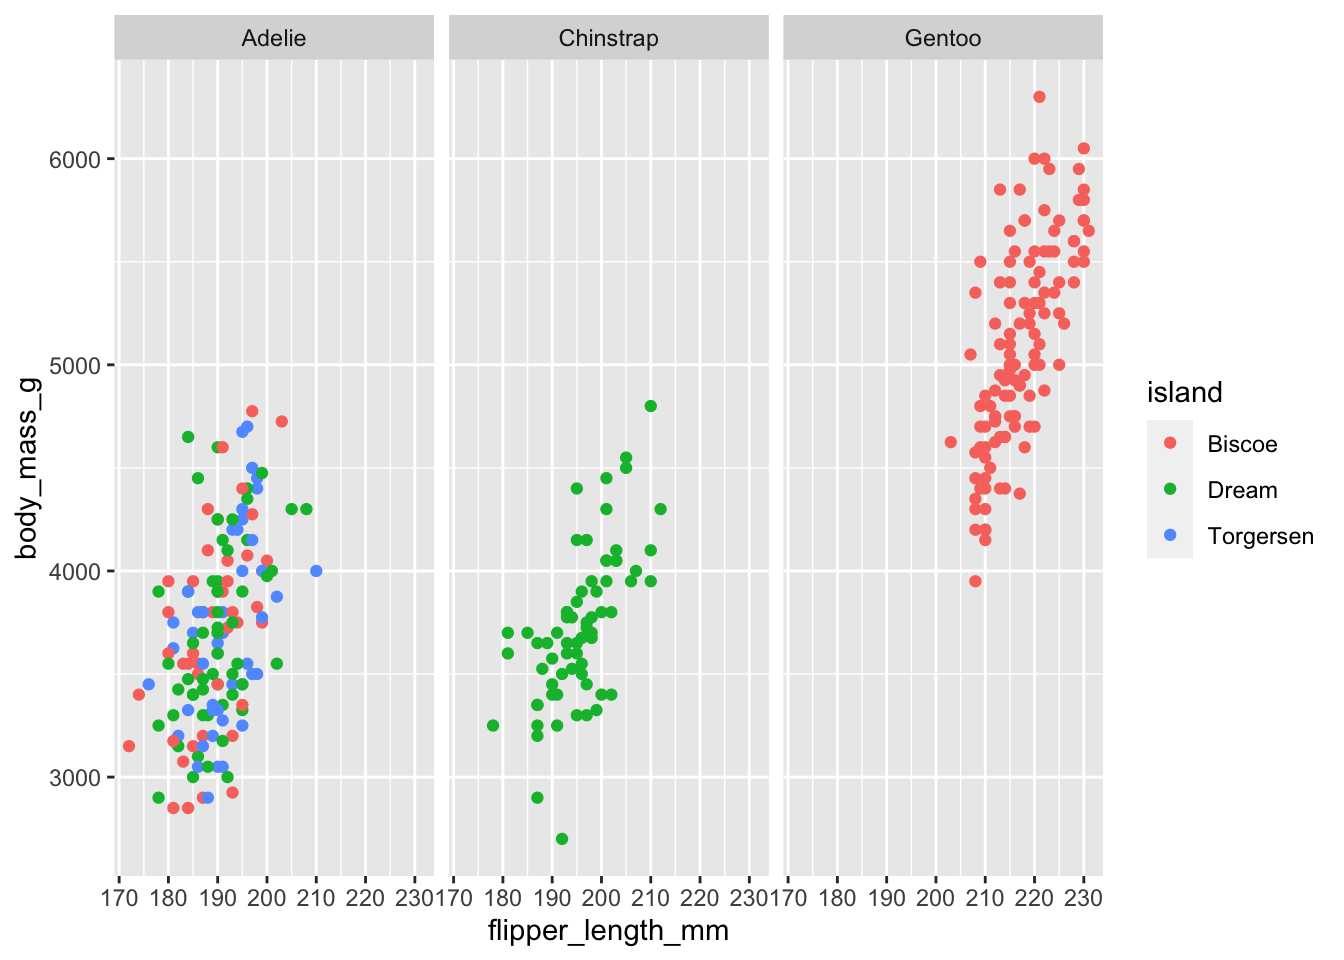 Adelie Chinstrap Gentoo
6000
5000
4000
3000
body_mass_g
170 180 190 200 210 220 230 170 180 190 200 210 220 230 170 180 190 200 210 220 230
flipper_length_mm
island
Biscoe
Dream
Torgersen